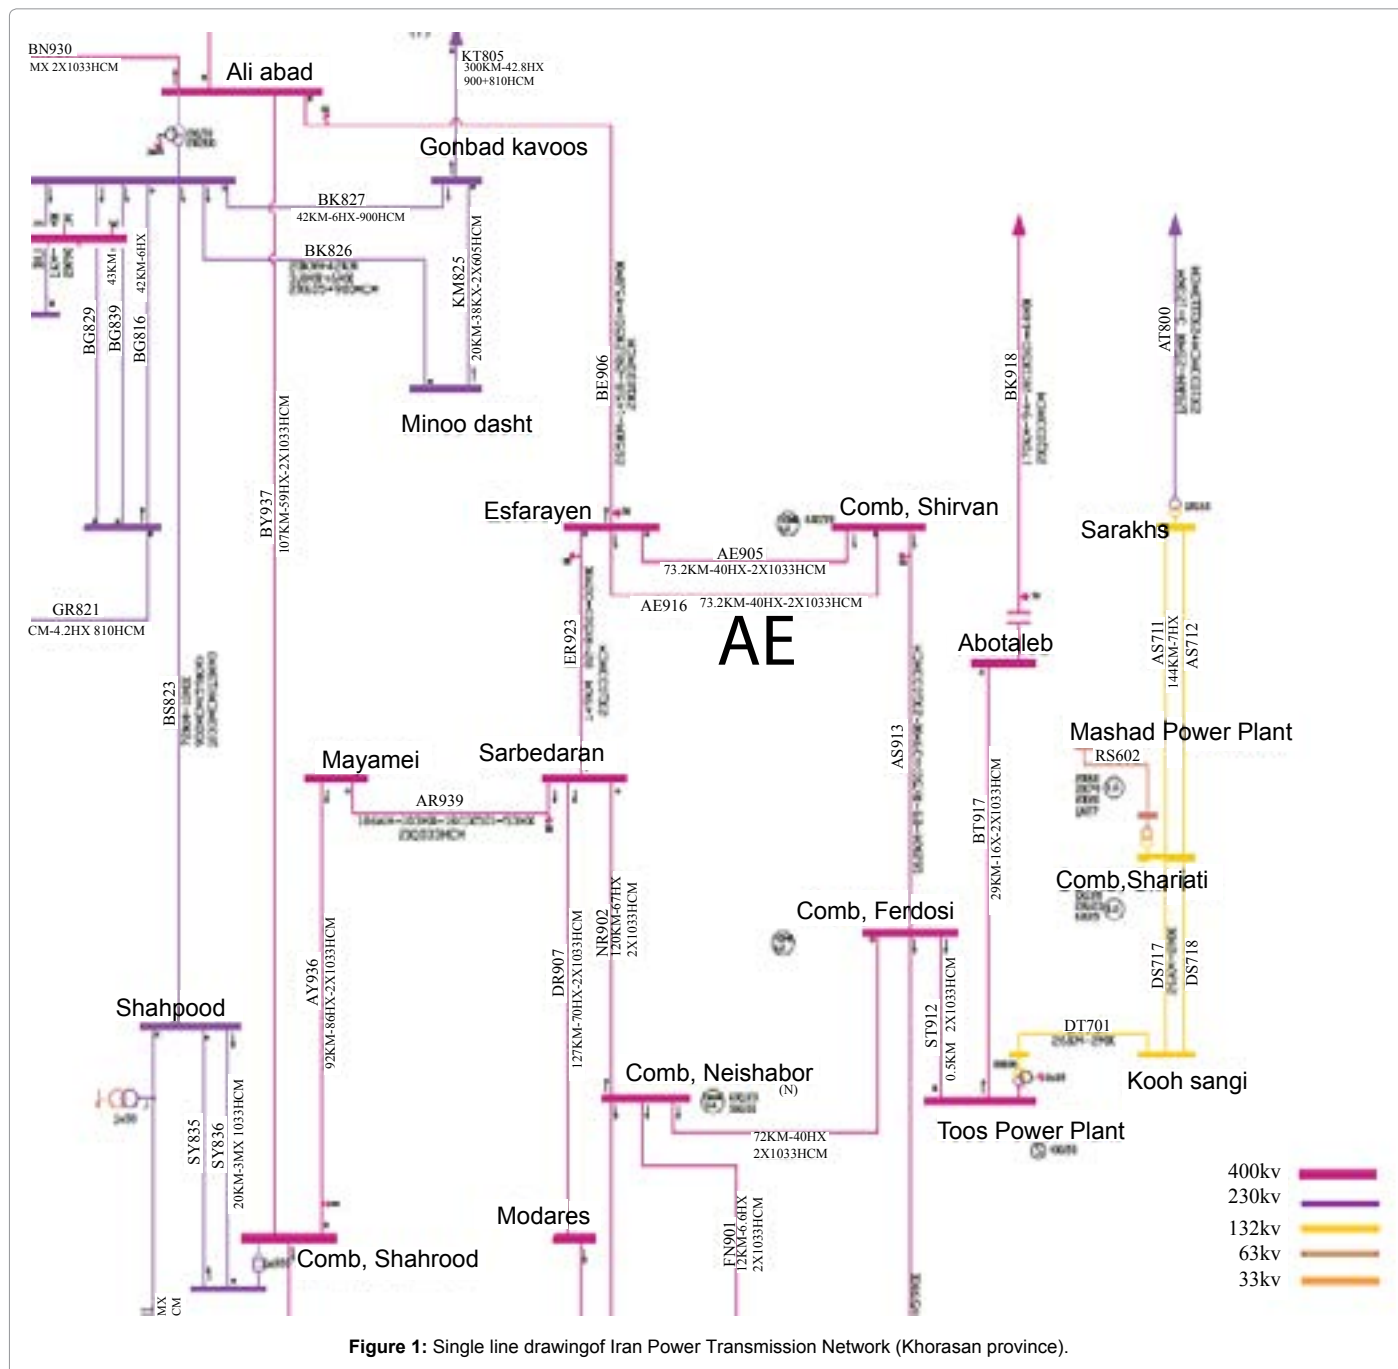 BN930
MX 2X1033HCM
Ali abad
KT805
300KM-42.8HX
900+810HCM
Gonbad kavoos
BK827
42KM-6HX-900HCM
BK826
KM825
20KM-38KX-2X605HCM
BG829
BG839
43KM-
BG816
42KM-6HX
Minoo dasht
BE906
BK918
AT800
BY937
107KM-59HX-2X1033HCM
Esfarayen
Comb, Shirvan
Sarakhs
AE905
73.2KM-40HX-2X1033HCM
AE916
73.2KM-40HX-2X1033HCM
AE
GR821
CM-4.2HX 810HCM
ER923
Abotaleb
AS711
144KM-7HX
AS712
BS823
AS913
Mashad Power Plant
RS602
Mayamei
Sarbedaran
AR939
BT917
29KM-16X-2X1033HCM
Comb,Shariati
Comb, Ferdosi
AY936
92KM-86HX-2X1033HCM
DR907
127KM-70HX-2X1033HCM
NR902
120KM-67HX
2X1033HCM
DS717
DS718
Shahpood
ST912
0.5KM 2X1033HCM
DT701
Kooh sangi
Comb, Neishabor
(N)
SY835
SY836
20KM-3MX 1033HCM
72KM-40HX
2X1033HCM
Toos Power Plant
Modares
FN901
12KM-6.6HX
2X1033HCM
Comb, Shahrood
MX
CM
400kv
230kv
132kv
63kv
33kv
Figure 1: Single line drawingof Iran Power Transmission Network (Khorasan province).